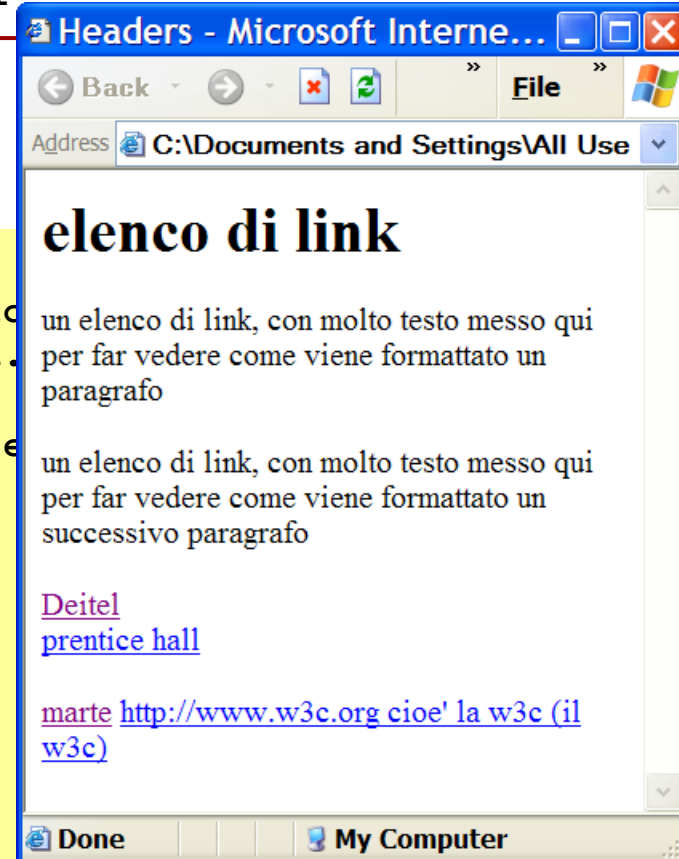 Headers - Microsoft Interne...
Back » File »
Address C:\Documents and Settings\All Use
elenco di link
un elenco di link, con molto testo messo qui
per far vedere come viene formattato un
paragrafo
un elenco di link, con molto testo messo qui
per far vedere come viene formattato un
successivo paragrafo
Deitel
prentice hall
marte http://www.w3c.org cioe' la w3c (il
w3c)
Done My Computer